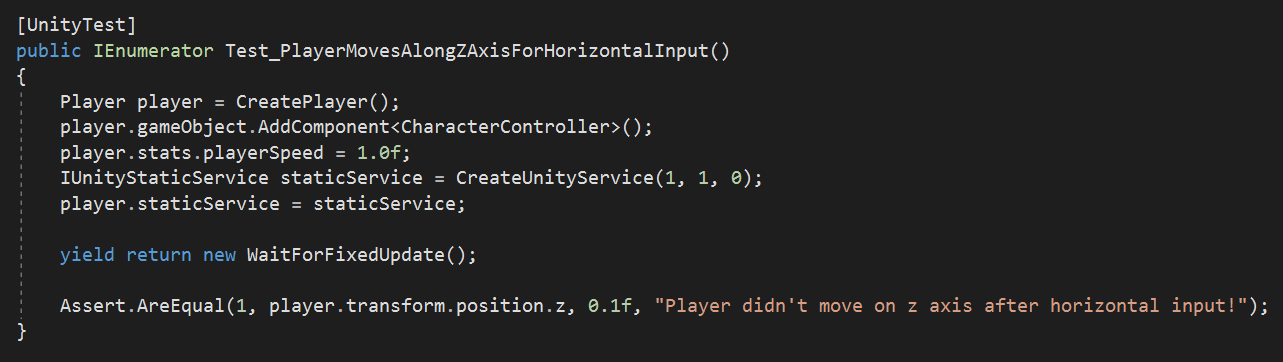 [UnityTest]
public IEnumerator Test_PlayerMovesAlongZAxisForHorizontalInput()
{
    Player player = CreatePlayer();
    player.gameObject.AddComponent<CharacterController>();
    player.stats.playerSpeed = 1.0f;
    IUnityStaticService staticService = CreateUnityService(1, 1, 0);
    player.staticService = staticService;

    yield return new WaitForFixedUpdate();

    Assert.AreEqual(1, player.transform.position.z, 0.1f, "Player didn't move on z axis after horizontal input!");
}